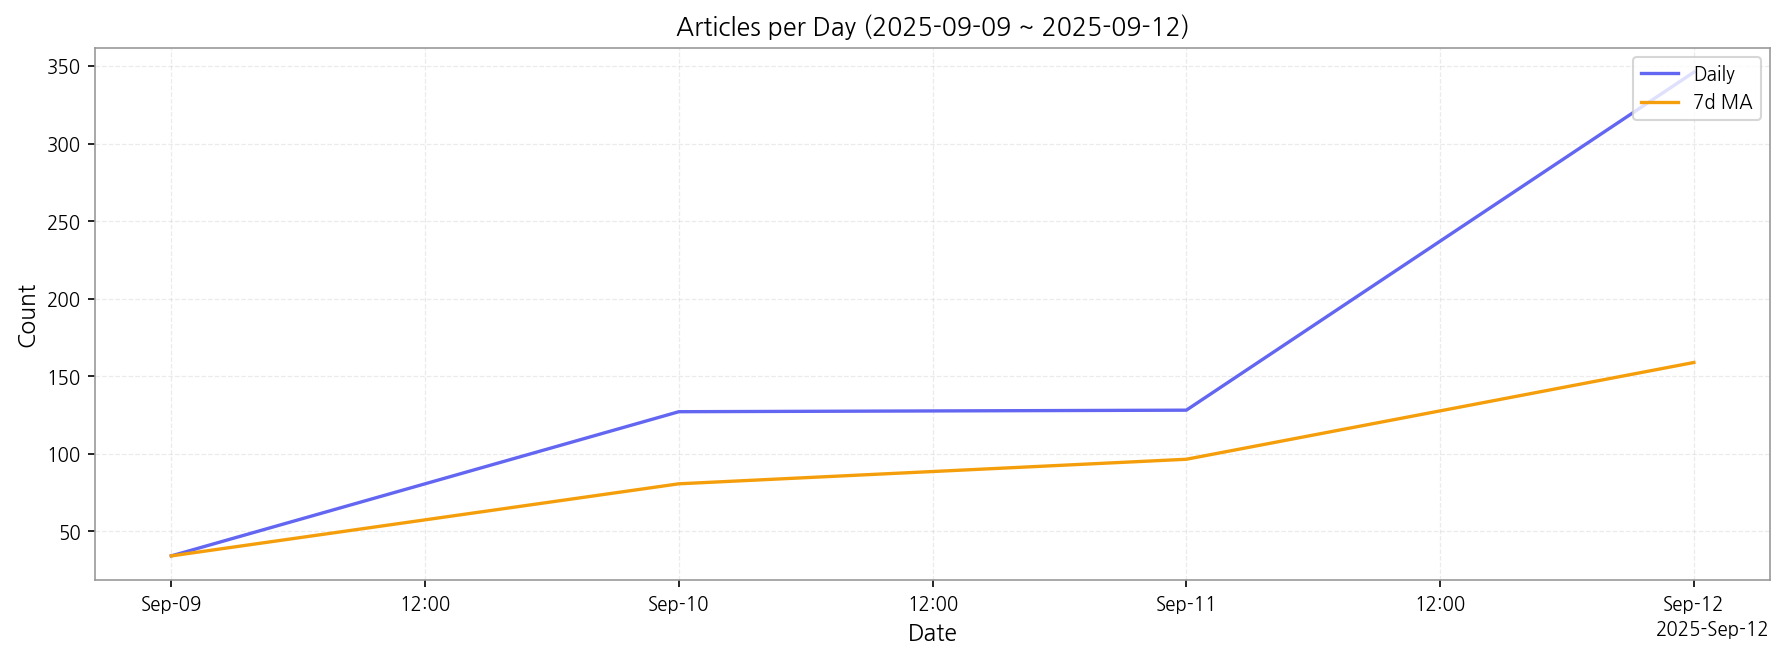 Articles per Day (2025-09-09 ~ 2025-09-12)
350
300
250
200
150
100
50
Count
Daily
7d MA
Sep-09
12:00
Sep-10
12:00
Sep-11
12:00
Sep-12
2025-Sep-12
Date